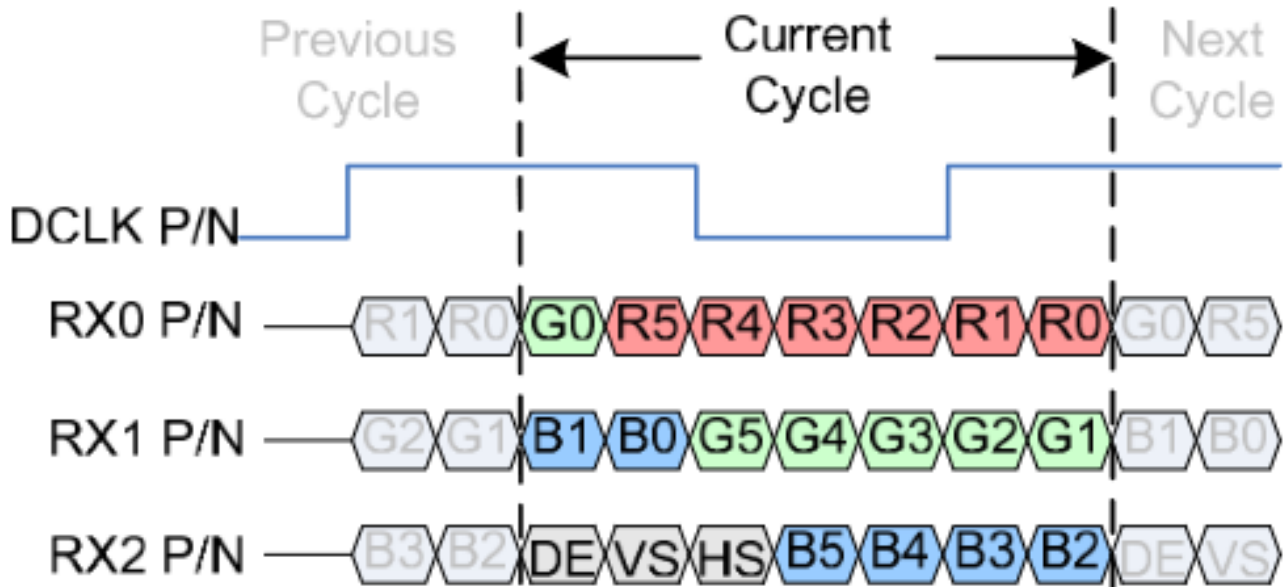 Previous Cycle
Current Cycle
Next Cycle
DCLK P/N
RX0 P/N R1 R0 G0 R5 R4 R3 R2 R1 R0 G0 R5
RX1 P/N G2 G1 B1 B0 G5 G4 G3 G2 G1 B1 B0
RX2 P/N B3 B2 DE VS HS B5 B4 B3 B2 DE VS